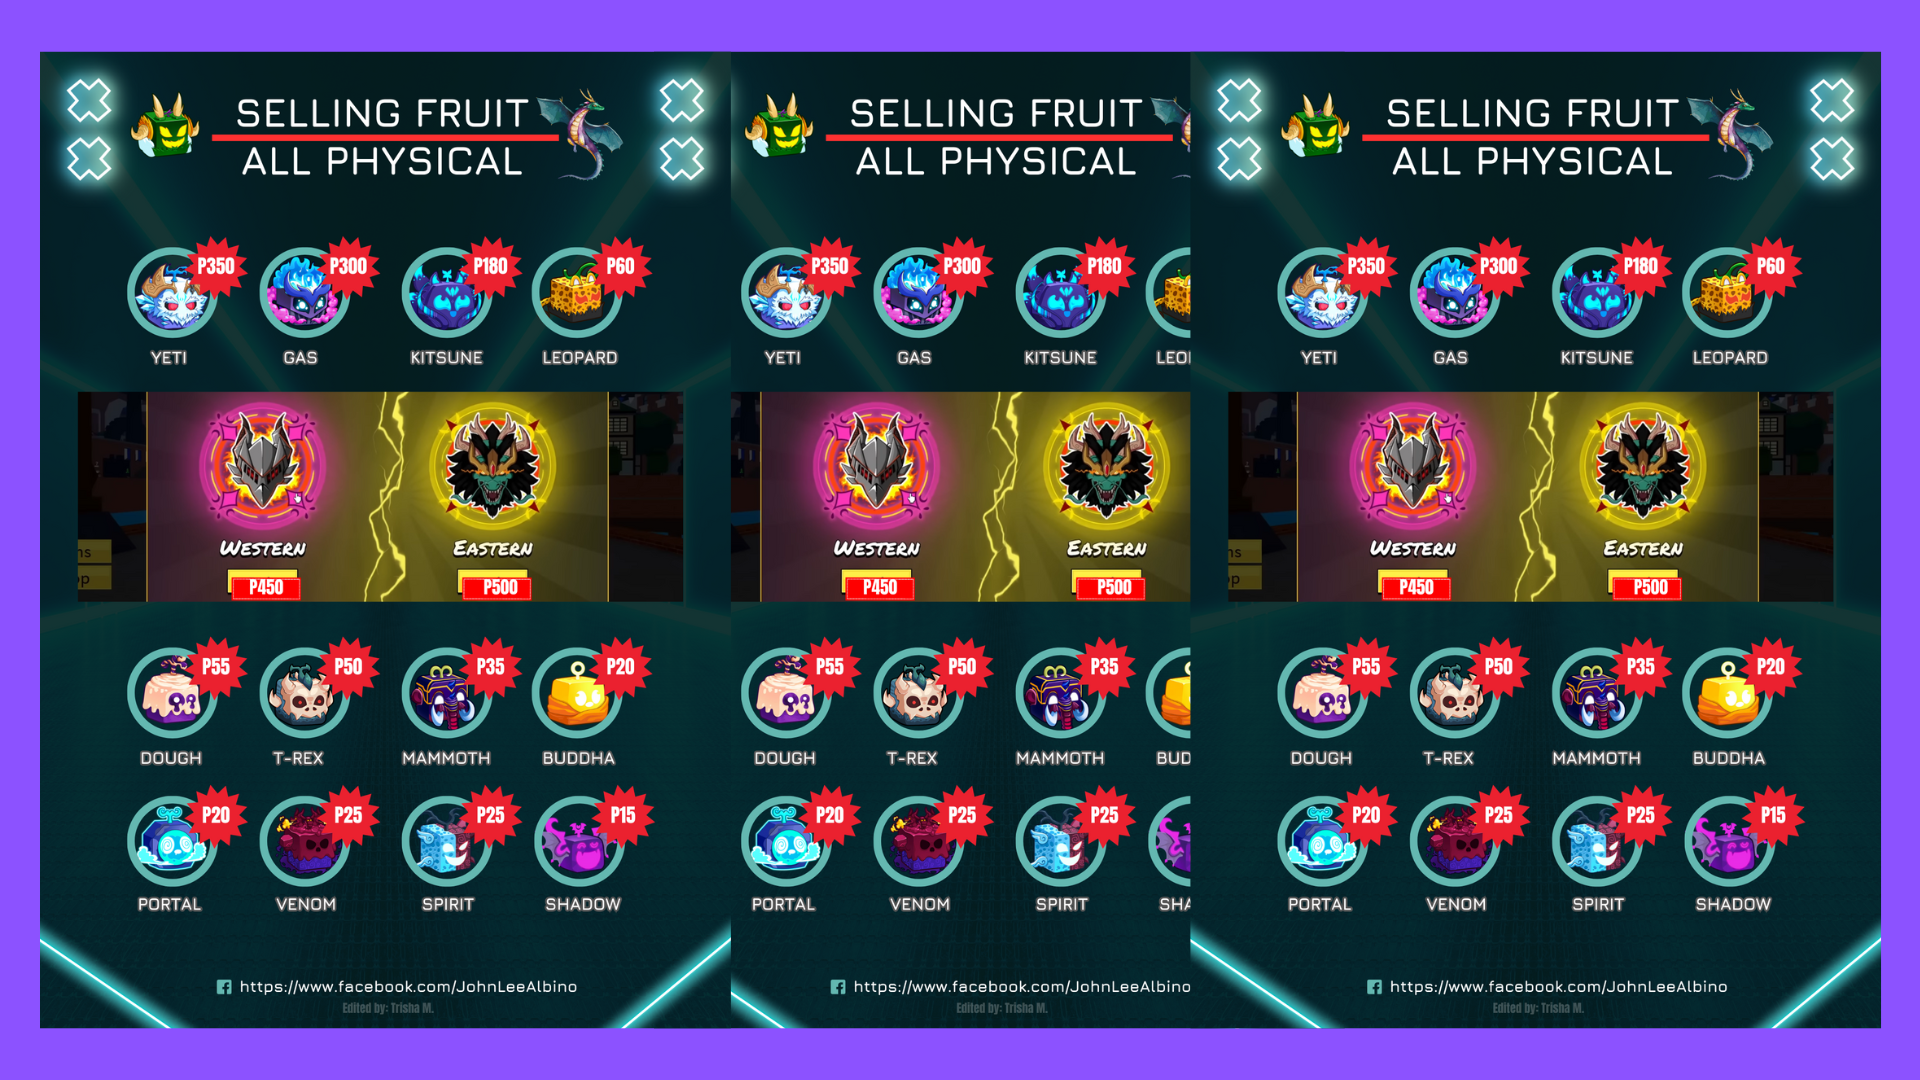 SELLING FRUIT
ALL PHYSICAL
P350
P300
P180
P60
YETI
GAS
KITSUNE
LEOPARD
WESTERN
EASTERN
ns
op
P450
P500
P55
P50
P35
P20
DOUGH
T-REX
MAMMOTH
BUDDHA
P20
P25
P25
P15
PORTAL
VENOM
SPIRIT
SHADOW
https://www.facebook.com/JohnLeeAlbino
Edited by: Trisha M.
SELLING FRUIT
ALL PHYSICAL
P350
P300
P180
YETI
GAS
KITSUNE
LEO
WESTERN
EASTERN
P450
P500
P55
P50
P35
DOUGH
T-REX
MAMMOTH
BUD
P20
P25
P25
PORTAL
VENOM
SPIRIT
SHA
https://www.facebook.com/JohnLeeAlbino
Edited by: Trisha M.
SELLING FRUIT
ALL PHYSICAL
P350
P300
P180
P60
YETI
GAS
KITSUNE
LEOPARD
WESTERN
EASTERN
ns
op
P450
P500
P55
P50
P35
P20
DOUGH
T-REX
MAMMOTH
BUDDHA
P20
P25
P25
P15
PORTAL
VENOM
SPIRIT
SHADOW
https://www.facebook.com/JohnLeeAlbino
Edited by: Trisha M.